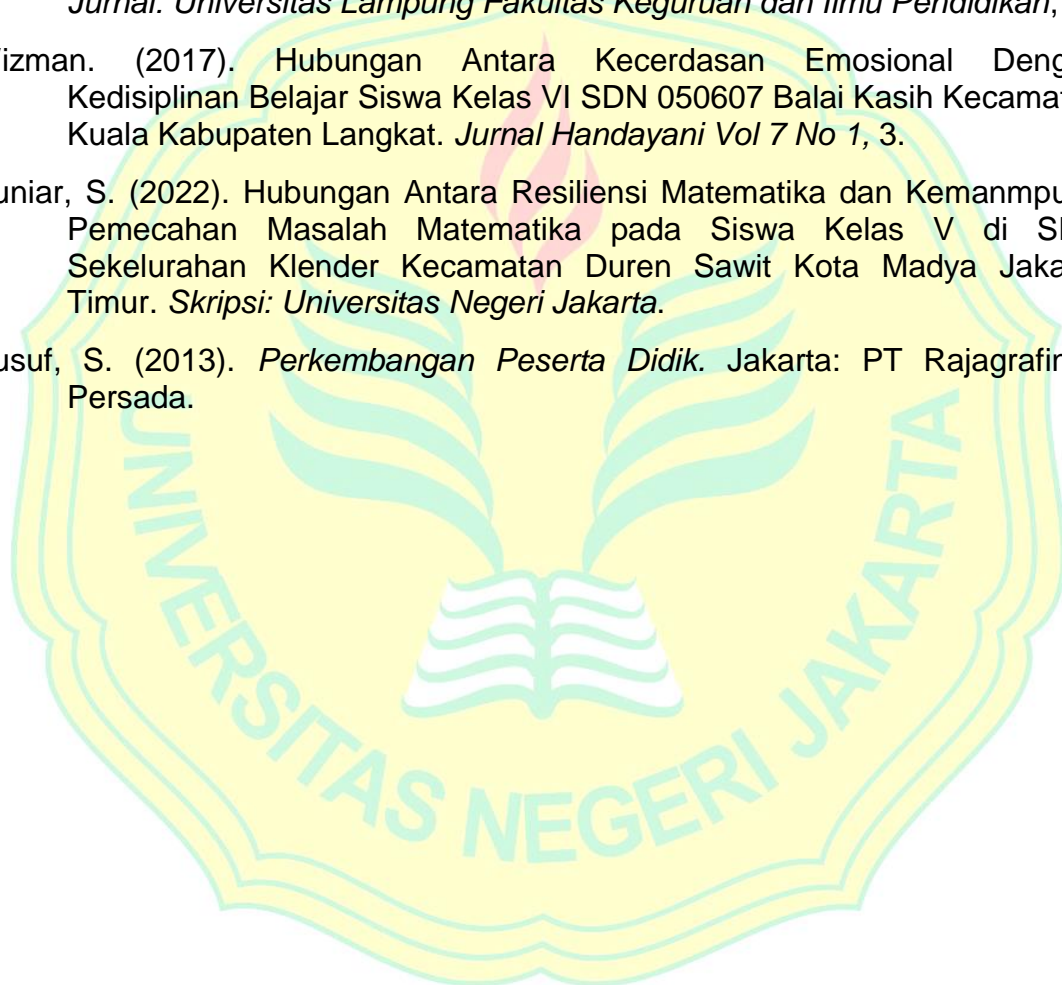 Jurnal: Universitas Lampung Fakultas Keguruan dan Ilmu Pendidikan,
izman. (2017). Hubungan Antara Kecerdasan Emosional Deng
Kedisiplinan Belajar Siswa Kelas VI SDN 050607 Balai Kasih Kecamat
Kuala Kabupaten Langkat. Jurnal Handayani Vol 7 No 1, 3.
uniar, S. (2022). Hubungan Antara Resiliensi Matematika dan Kemanmpu
Pemecahan Masalah Matematika pada Siswa Kelas V di S
Sekelurahan Klender Kecamatan Duren Sawit Kota Madya Jaka
Timur. Skripsi: Universitas Negeri Jakarta.
usuf, S. (2013). Perkembangan Peserta Didik. Jakarta: PT Rajagrafin
Persada.
UNIVERSITAS NEGERI JAKARTA